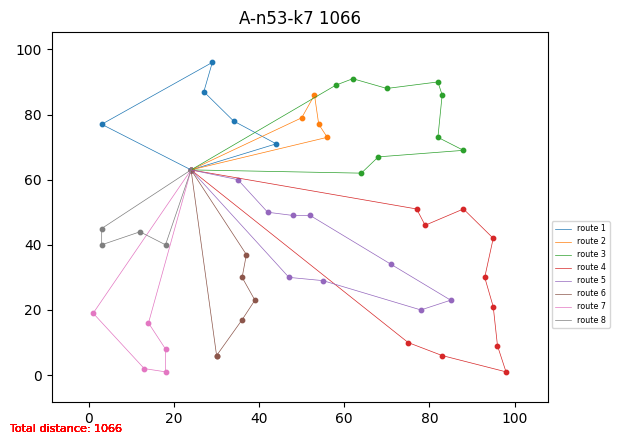 A-n53-k7 1066
100
80
60
40
20
0
0 20 40 60 80 100
route 1
route 2
route 3
route 4
route 5
route 6
route 7
route 8
Total distance: 1066